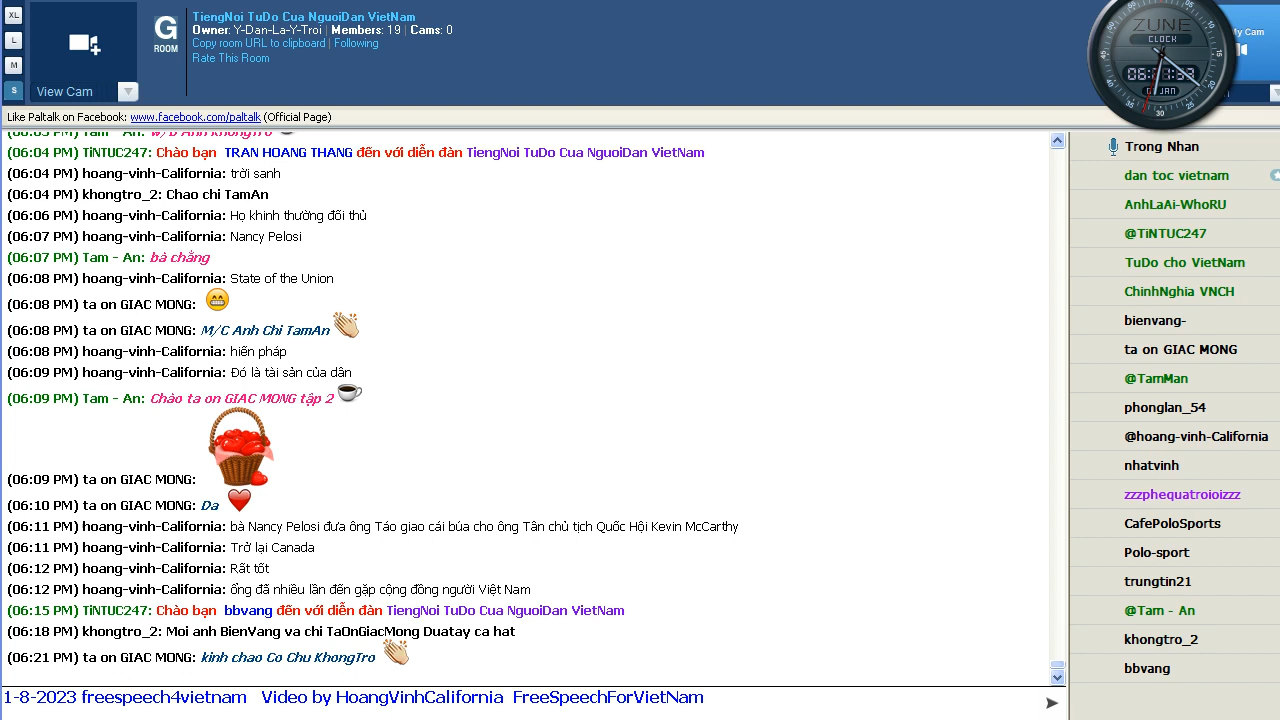 XL
L
M
S
View Cam
G
ROOM
TiengNoi TuDo Cua NguoiDan VietNam
Owner: Y-Dan-La-Y-Troi | Members: 19 | Cams: 0
Copy room URL to clipboard | Following
Rate This Room
ZUNE
CLOCK
My Cam
Like Paltalk on Facebook: www.facebook.com/paltalk (Official Page)
(06:03 PM) Tam - An: w/b Anh KhongTro
(06:04 PM) TiNTUC247: Chào bạn TRAN HOANG THANG đến với diễn đàn TiengNoi TuDo Cua NguoiDan VietNam
(06:04 PM) hoang-vinh-California: trời sanh
(06:04 PM) khongtro_2: Chao chi TamAn
(06:06 PM) hoang-vinh-California: Họ khinh thường đối thủ
(06:07 PM) hoang-vinh-California: Nancy Pelosi
(06:07 PM) Tam - An: bà chằng
(06:08 PM) hoang-vinh-California: State of the Union
(06:08 PM) ta on GIAC MONG:
(06:08 PM) ta on GIAC MONG: M/C Anh Chi TamAn
(06:08 PM) hoang-vinh-California: hiến pháp
(06:09 PM) hoang-vinh-California: Đó là tài sản của dân
(06:09 PM) Tam - An: Chào ta on GIAC MONG tập 2
(06:09 PM) ta on GIAC MONG:
(06:10 PM) ta on GIAC MONG: Da
(06:11 PM) hoang-vinh-California: bà Nancy Pelosi đưa ông Táo giao cái búa cho ông Tân chủ tịch Quốc Hội Kevin McCarthy
(06:11 PM) hoang-vinh-California: Trở lại Canada
(06:12 PM) hoang-vinh-California: Rất tốt
(06:12 PM) hoang-vinh-California: ổng đã nhiều lần đến gặp cộng đồng người Việt Nam
(06:15 PM) TiNTUC247: Chào bạn bbvang đến với diễn đàn TiengNoi TuDo Cua NguoiDan VietNam
(06:18 PM) khongtro_2: Moi anh BienVang va chi TaOnGiacMong Duatay ca hat
(06:21 PM) ta on GIAC MONG: kinh chao Co Chu KhongTro
1-8-2023 freespeech4vietnam Video by HoangVinhCalifornia FreeSpeechForVietNam
Trong Nhan
dan toc vietnam
AnhLaAi-WhoRU
@TiNTUC247
TuDo cho VietNam
ChinhNghia VNCH
bienvang-
ta on GIAC MONG
@TamMan
phonglan_54
@hoang-vinh-California
nhatvinh
zzzphequatroioizzz
CafePoloSports
Polo-sport
trungtin21
@Tam - An
khongtro_2
bbvang